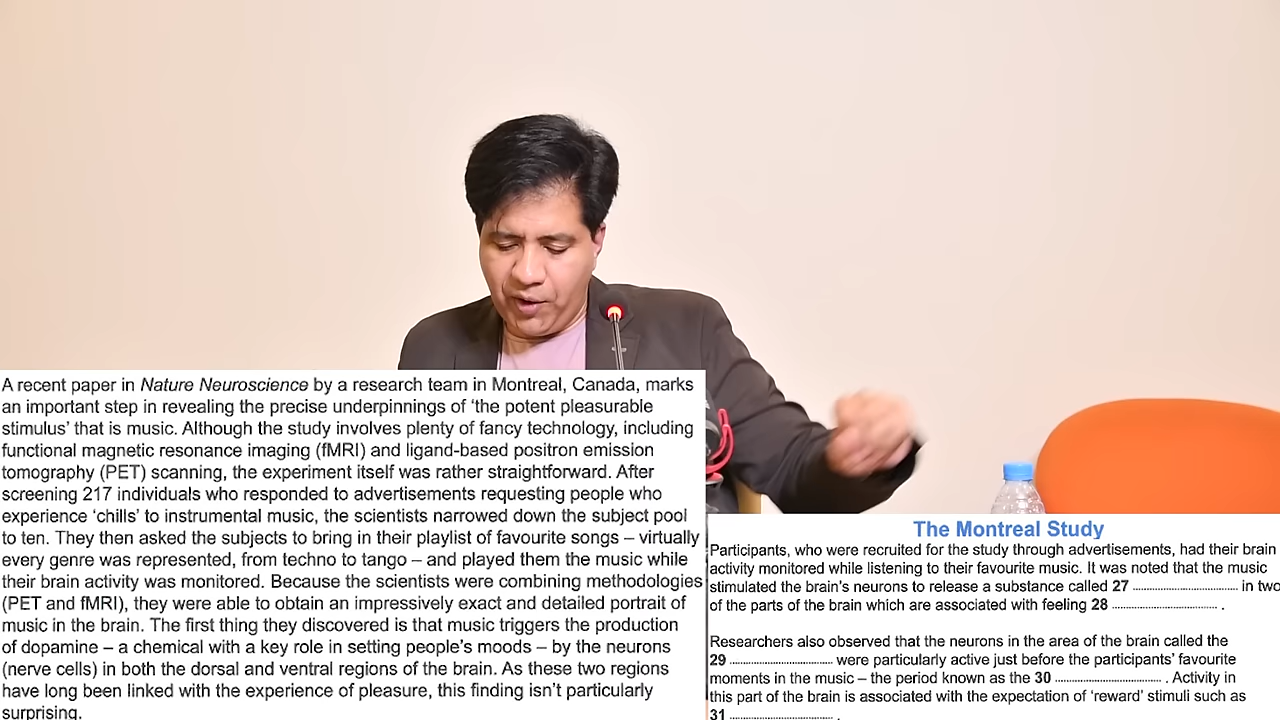 A recent paper in Nature Neuroscience by a research team in Montreal, Canada, marks
an important step in revealing the precise underpinnings of ‘the potent pleasurable
stimulus’ that is music. Although the study involves plenty of fancy technology, including
functional magnetic resonance imaging (fMRI) and ligand-based positron emission
tomography (PET) scanning, the experiment itself was rather straightforward. After
screening 217 individuals who responded to advertisements requesting people who
experience ‘chills’ to instrumental music, the scientists narrowed down the subject pool
to ten. They then asked the subjects to bring in their playlist of favourite songs – virtually
every genre was represented, from techno to tango – and played them the music while
their brain activity was monitored. Because the scientists were combining methodologies
(PET and fMRI), they were able to obtain an impressively exact and detailed portrait of
music in the brain. The first thing they discovered is that music triggers the production
of dopamine – a chemical with a key role in setting people’s moods – by the neurons
(nerve cells) in both the dorsal and ventral regions of the brain. As these two regions
have long been linked with the experience of pleasure, this finding isn’t particularly
surprising.
The Montreal Study
Participants, who were recruited for the study through advertisements, had their brain
activity monitored while listening to their favourite music. It was noted that the music
stimulated the brain’s neurons to release a substance called 27 .............................. in two
of the parts of the brain which are associated with feeling 28 .............................. .
Researchers also observed that the neurons in the area of the brain called the
29 .............................. were particularly active just before the participants’ favourite
moments in the music – the period known as the 30 .............................. . Activity in
this part of the brain is associated with the expectation of ‘reward’ stimuli such as
31 .............................. .